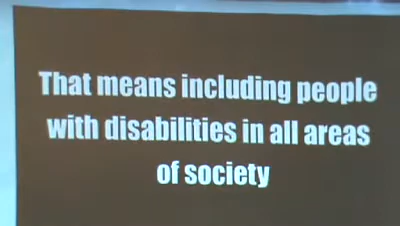 That means including people
with disabilities in all areas
of society